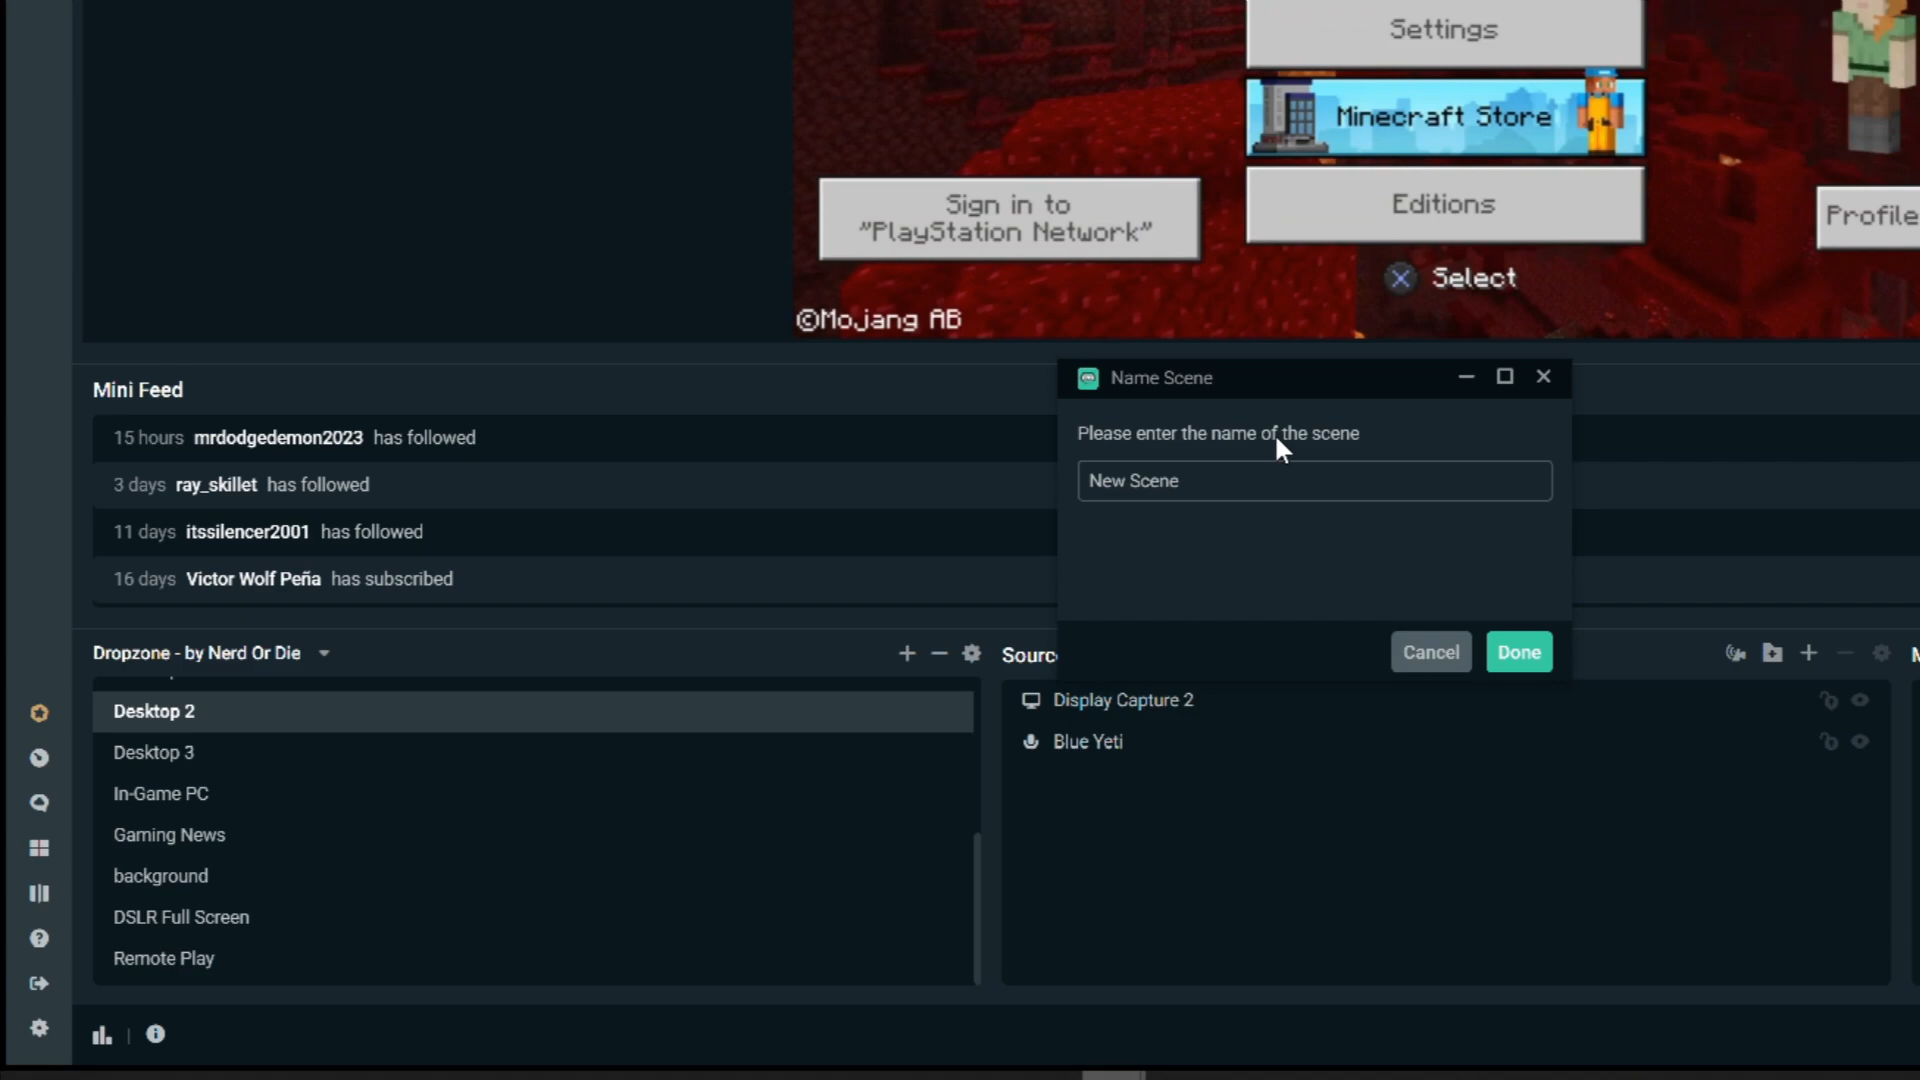 Settings
Minecraft Store
Sign in to
"PlayStation Network"
Editions
Profile
Select
©Mojang AB
Mini Feed
15 hours mrdodgedemon2023 has followed
3 days ray_skillet has followed
11 days itssilencer2001 has followed
16 days Victor Wolf Peña has subscribed
Name Scene
Please enter the name of the scene
New Scene
Cancel
Done
Dropzone - by Nerd Or Die
Desktop 2
Desktop 3
In-Game PC
Gaming News
background
DSLR Full Screen
Remote Play
Sourc
Display Capture 2
Blue Yeti